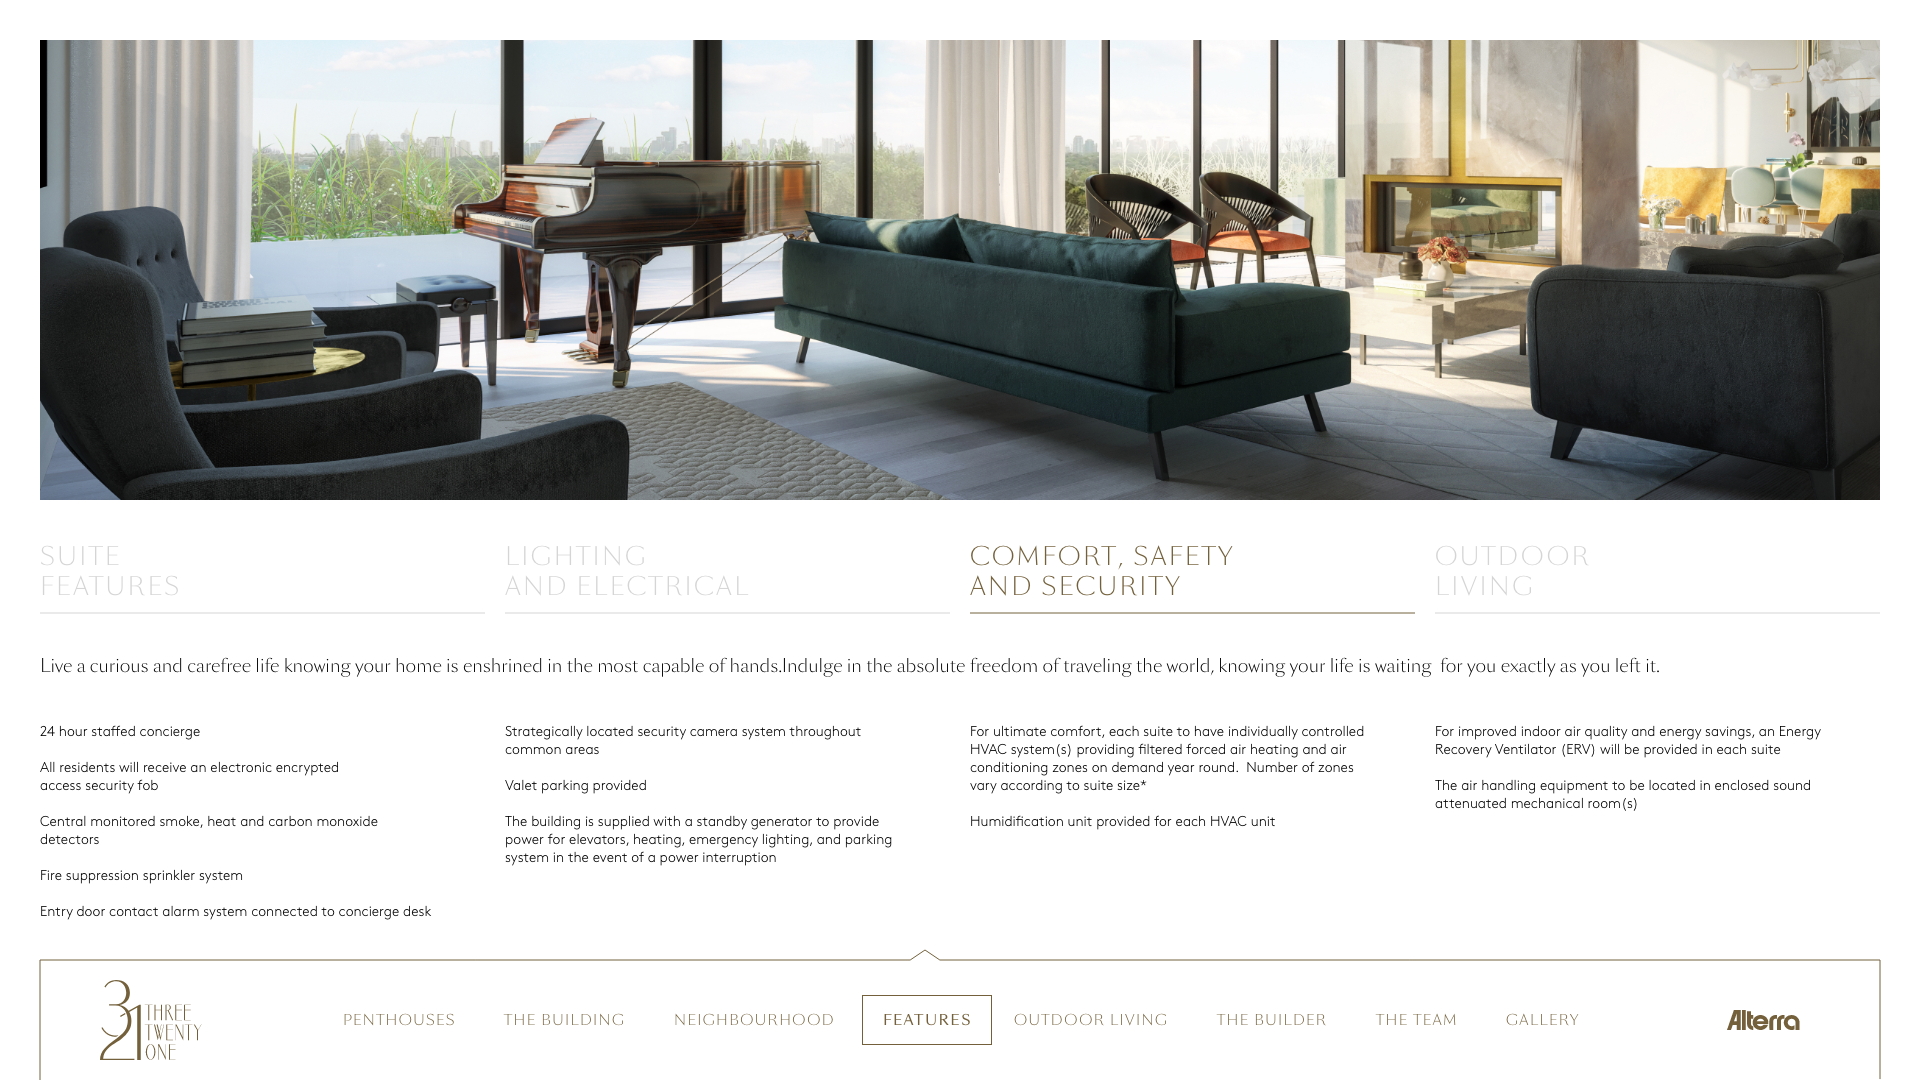 SUITE
FEATURES
LIGHTING
AND ELECTRICAL
COMFORT, SAFETY
AND SECURITY
OUTDOOR
LIVING
Live a curious and carefree life knowing your home is enshrined in the most capable of hands.Indulge in the absolute freedom of traveling the world, knowing your life is waiting  for you exactly as you left it.
24 hour staffed concierge
All residents will receive an electronic encrypted
access security fob
Central monitored smoke, heat and carbon monoxide
detectors
Fire suppression sprinkler system
Entry door contact alarm system connected to concierge desk
Strategically located security camera system throughout
common areas
Valet parking provided
The building is supplied with a standby generator to provide
power for elevators, heating, emergency lighting, and parking
system in the event of a power interruption
For ultimate comfort, each suite to have individually controlled
HVAC system(s) providing filtered forced air heating and air
conditioning zones on demand year round.  Number of zones
vary according to suite size*
Humidification unit provided for each HVAC unit
For improved indoor air quality and energy savings, an Energy
Recovery Ventilator (ERV) will be provided in each suite
The air handling equipment to be located in enclosed sound
attenuated mechanical room(s)
321 THREE
TWENTY
ONE
PENTHOUSES
THE BUILDING
NEIGHBOURHOOD
FEATURES
OUTDOOR LIVING
THE BUILDER
THE TEAM
GALLERY
Alterra